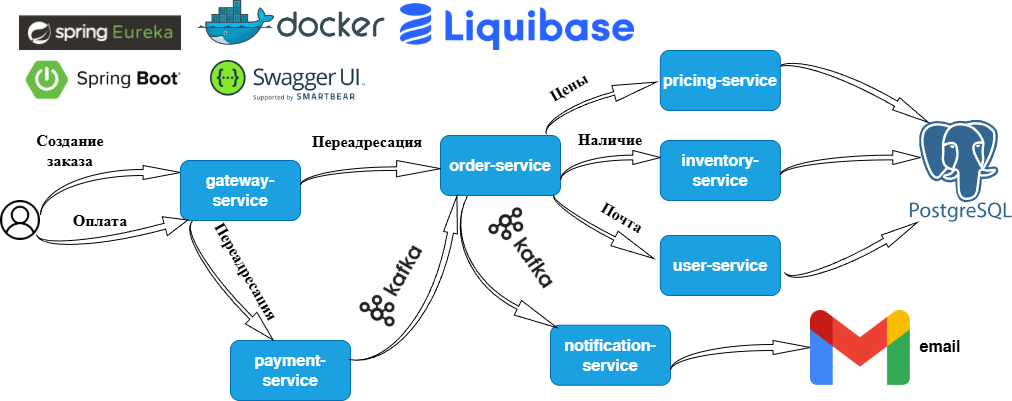 spring Eureka
docker
Liquibase
Spring Boot
Swagger UI
Supported by SMARTBEAR
Создание
заказа
Оплата
gateway-
service
Переадресация
Переадресация
payment-
service
kafka
order-service
kafka
Цены
Наличие
Почта
pricing-service
inventory-
service
user-service
PostgreSQL
notification-
service
email